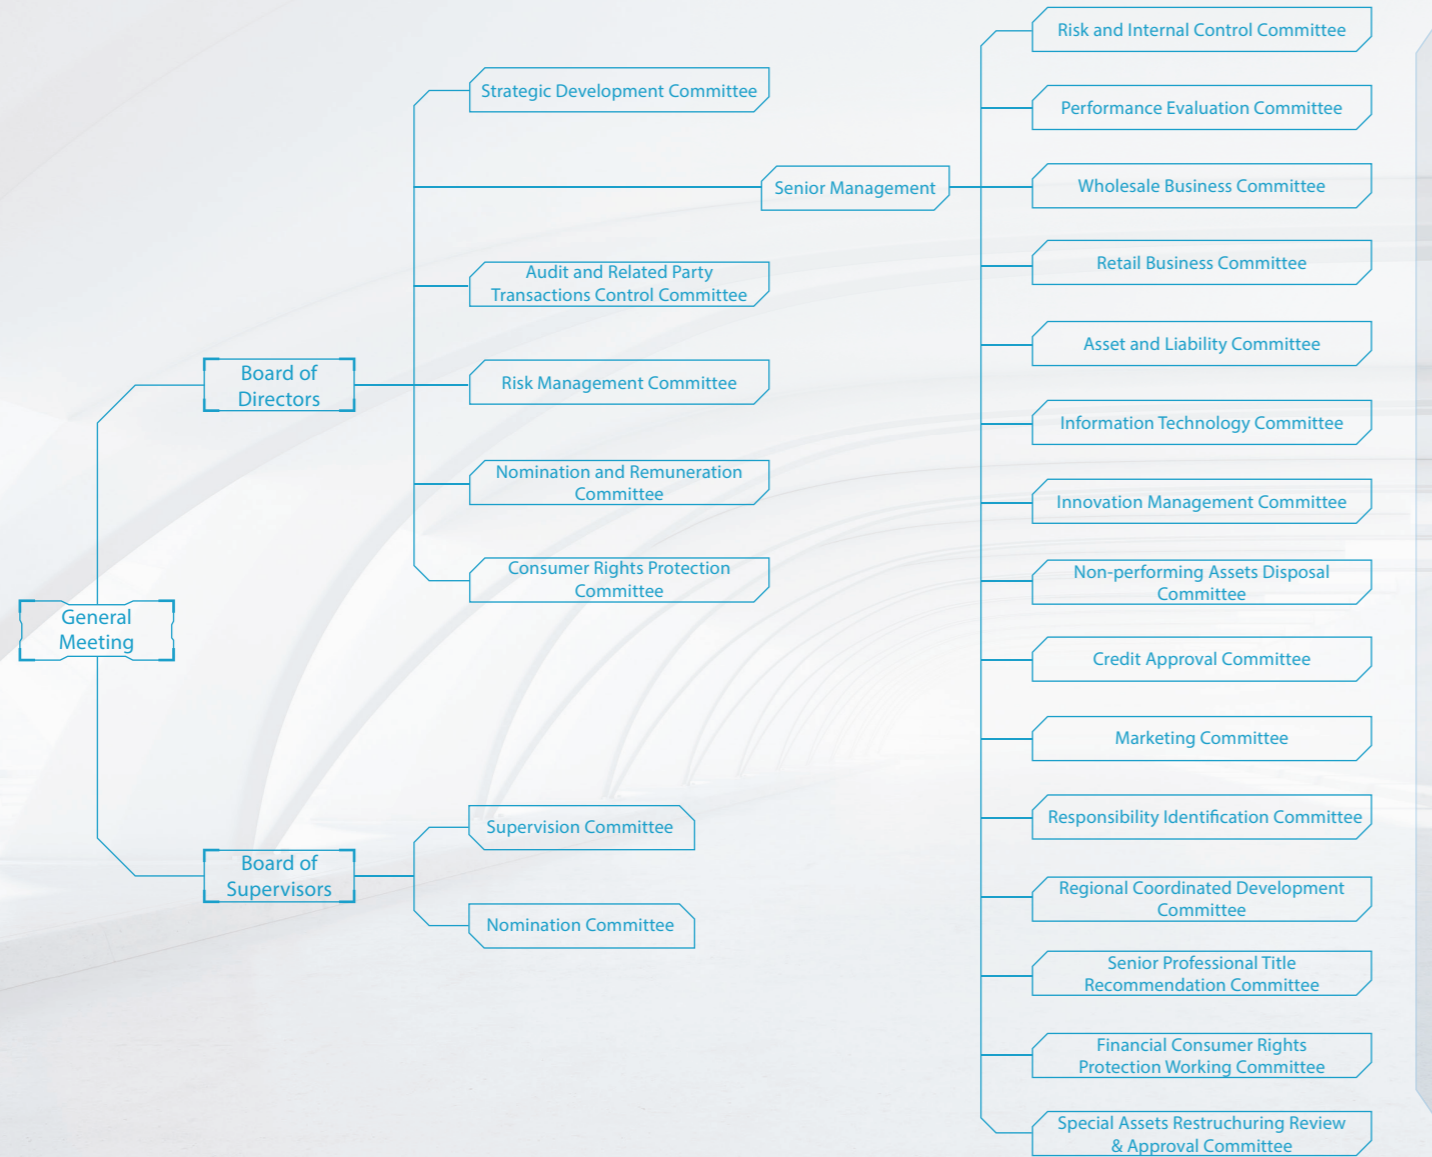 General
Meeting
Board of
Directors
Strategic Development Committee
Senior Management
Audit and Related Party
Transactions Control Committee
Risk Management Committee
Nomination and Remuneration
Committee
Consumer Rights Protection
Committee
Board of
Supervisors
Supervision Committee
Nomination Committee
Risk and Internal Control Committee
Performance Evaluation Committee
Wholesale Business Committee
Retail Business Committee
Asset and Liability Committee
Information Technology Committee
Innovation Management Committee
Non-performing Assets Disposal
Committee
Credit Approval Committee
Marketing Committee
Responsibility Identification Committee
Regional Coordinated Development
Committee
Senior Professional Title
Recommendation Committee
Financial Consumer Rights
Protection Working Committee
Special Assets Restruchuring Review
& Approval Committee